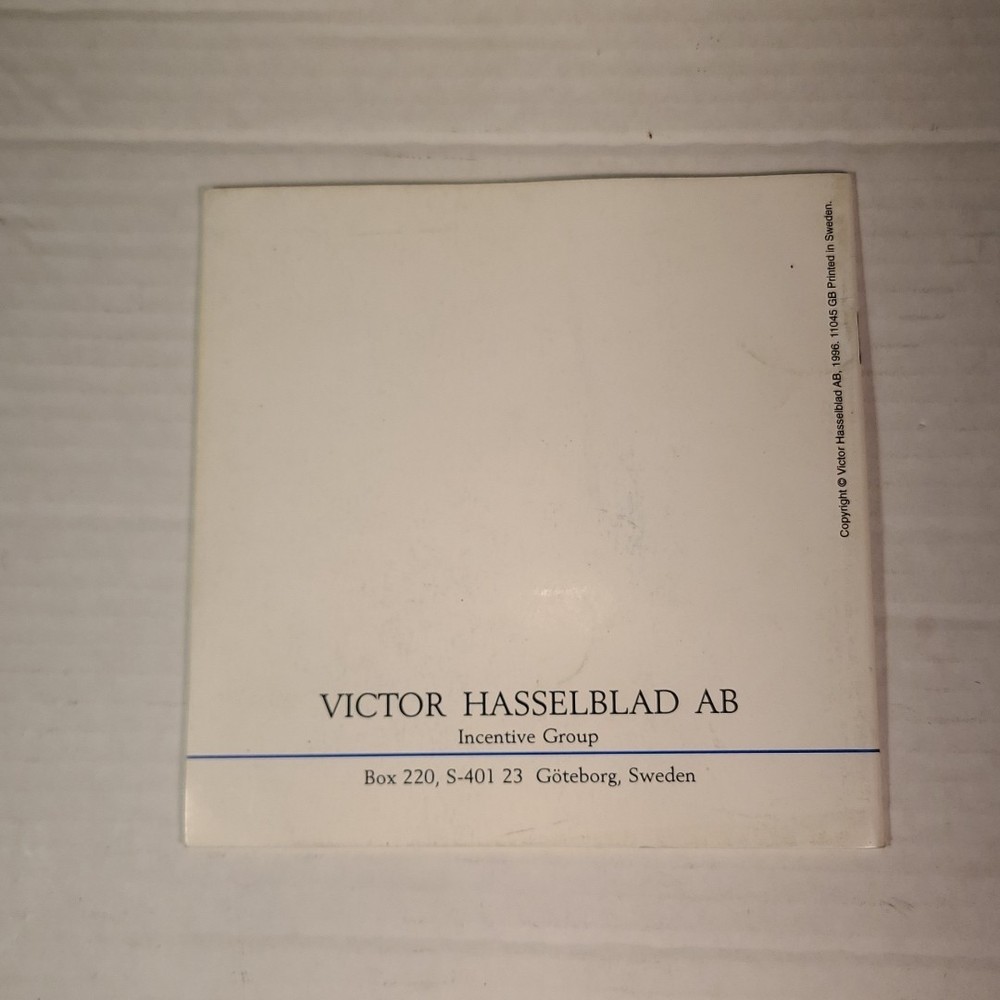 Copyright © Victor Hasselblad AB, 1996. 11045 GB Printed in Sweden.
VICTOR HASSELBLAD AB
Incentive Group
Box 220, S-401 23 Göteborg, Sweden